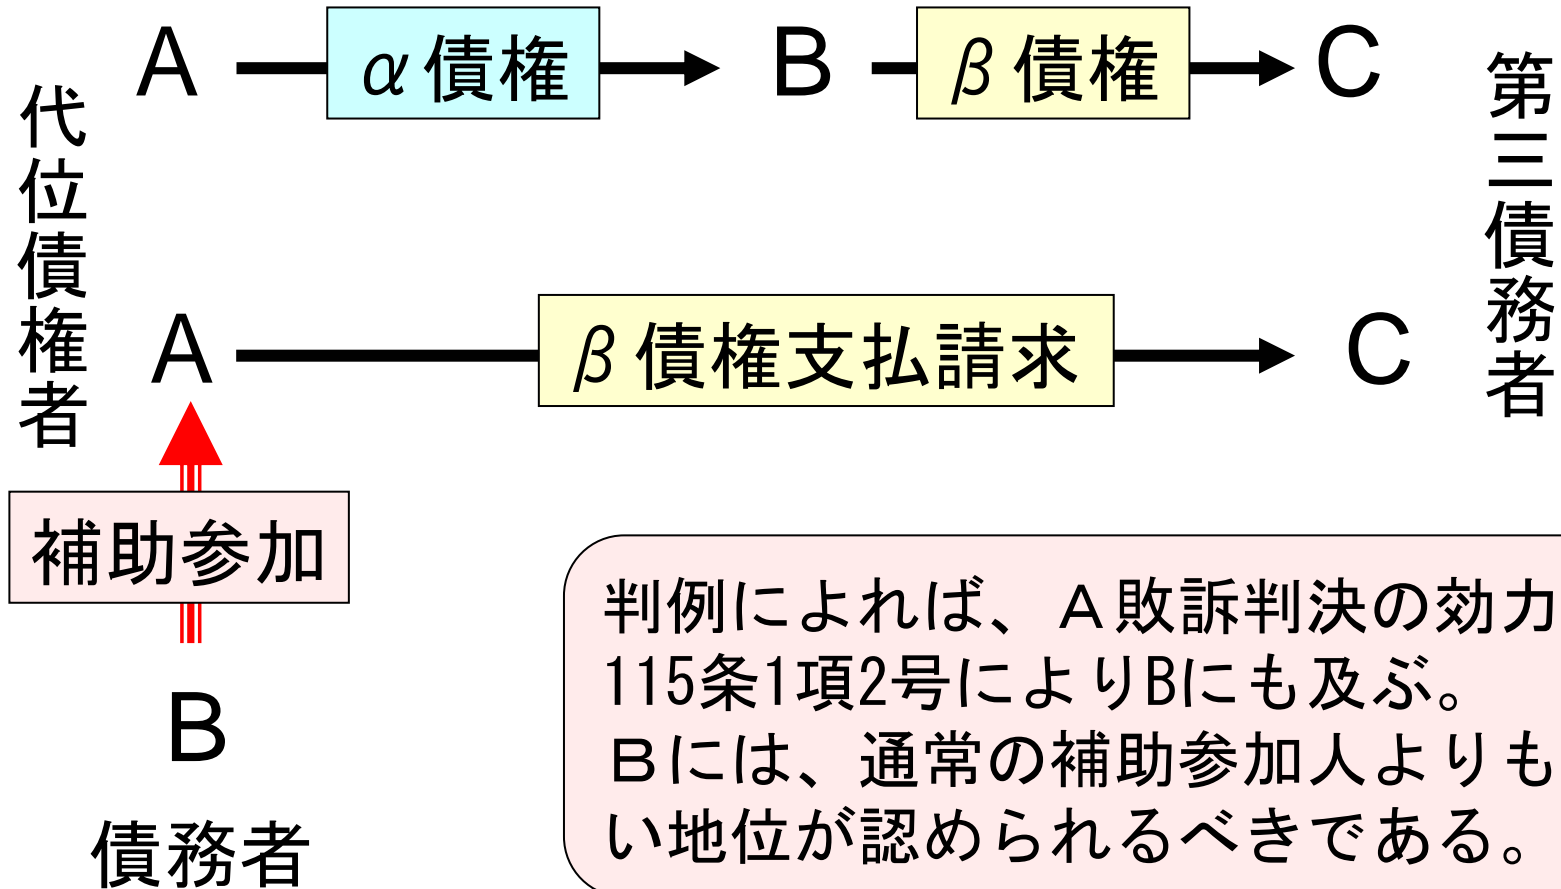 A α債権 B β債権 C
代位債権者
第三債務者
A β債権支払請求 C
補助参加
B
債務者
判例によれば、A敗訴判決の効力
115条1項2号によりBにも及ぶ。
Bには、通常の補助参加人よりも
い地位が認められるべきである。